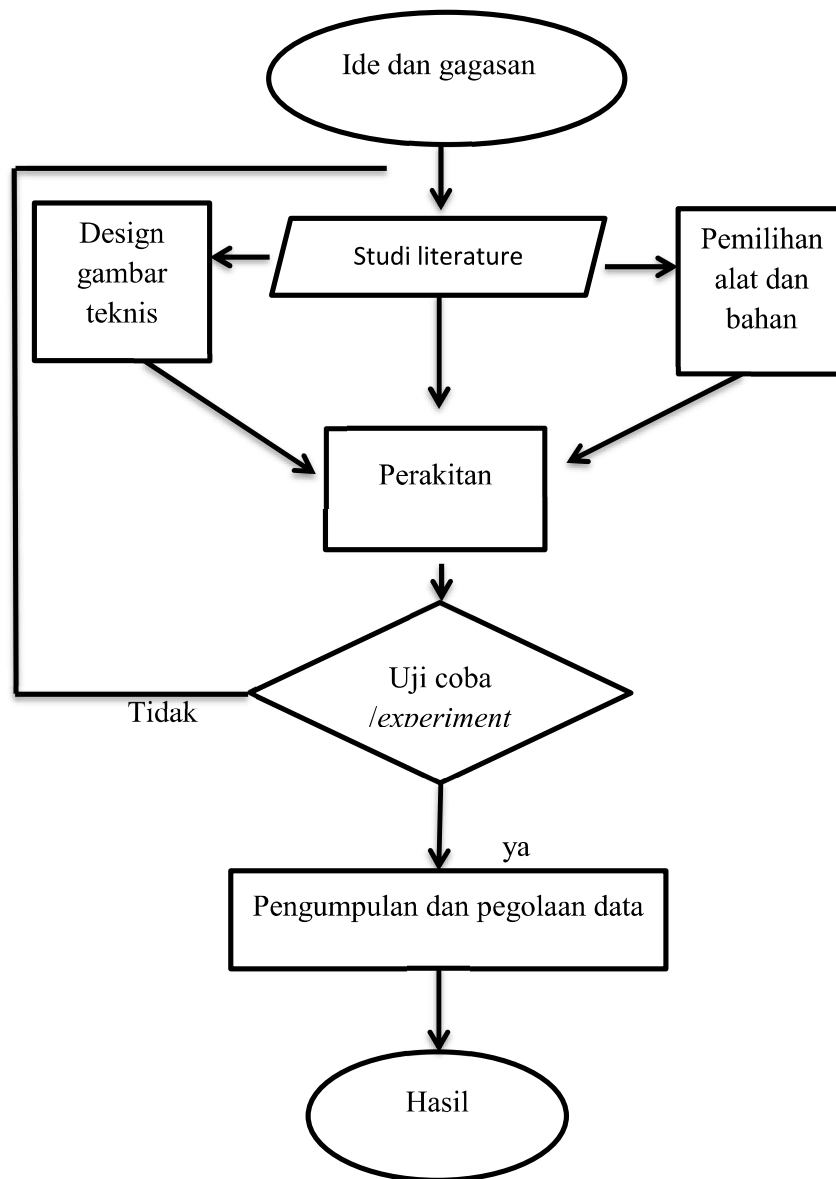 Ide dan gagasan
Studi literature
Design
gambar
teknis
Pemilihan
alat dan
bahan
Perakitan
Uji coba
/experiment
Tidak
ya
Pengumpulan dan pegolaan data
Hasil